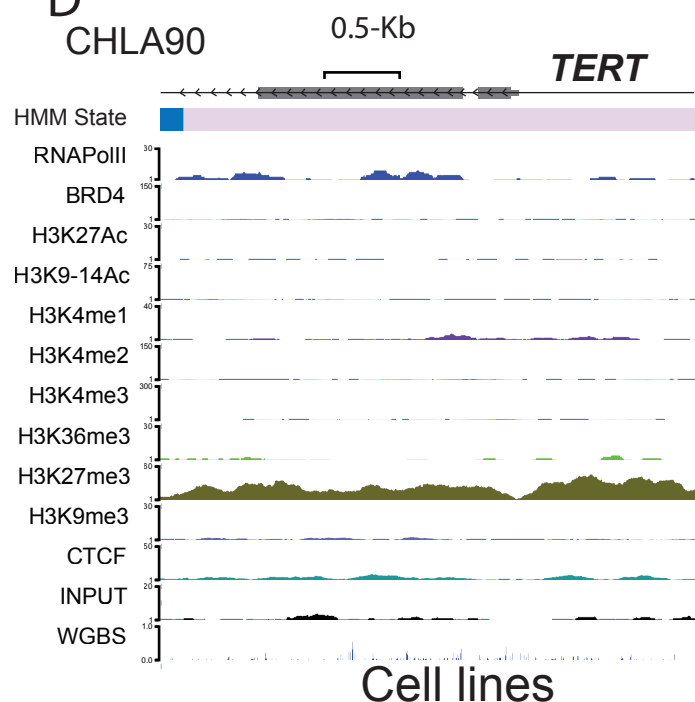 D
CHLA90
0.5-Kb
TERT
HMM State
RNAPolII
30
1
BRD4
150
1
H3K27Ac
30
1
H3K9-14Ac
75
1
H3K4me1
40
1
H3K4me2
150
1
H3K4me3
300
1
H3K36me3
30
1
H3K27me3
60
1
H3K9me3
30
1
CTCF
50
1
INPUT
20
1
WGBS
1.0
0.0
Cell lines